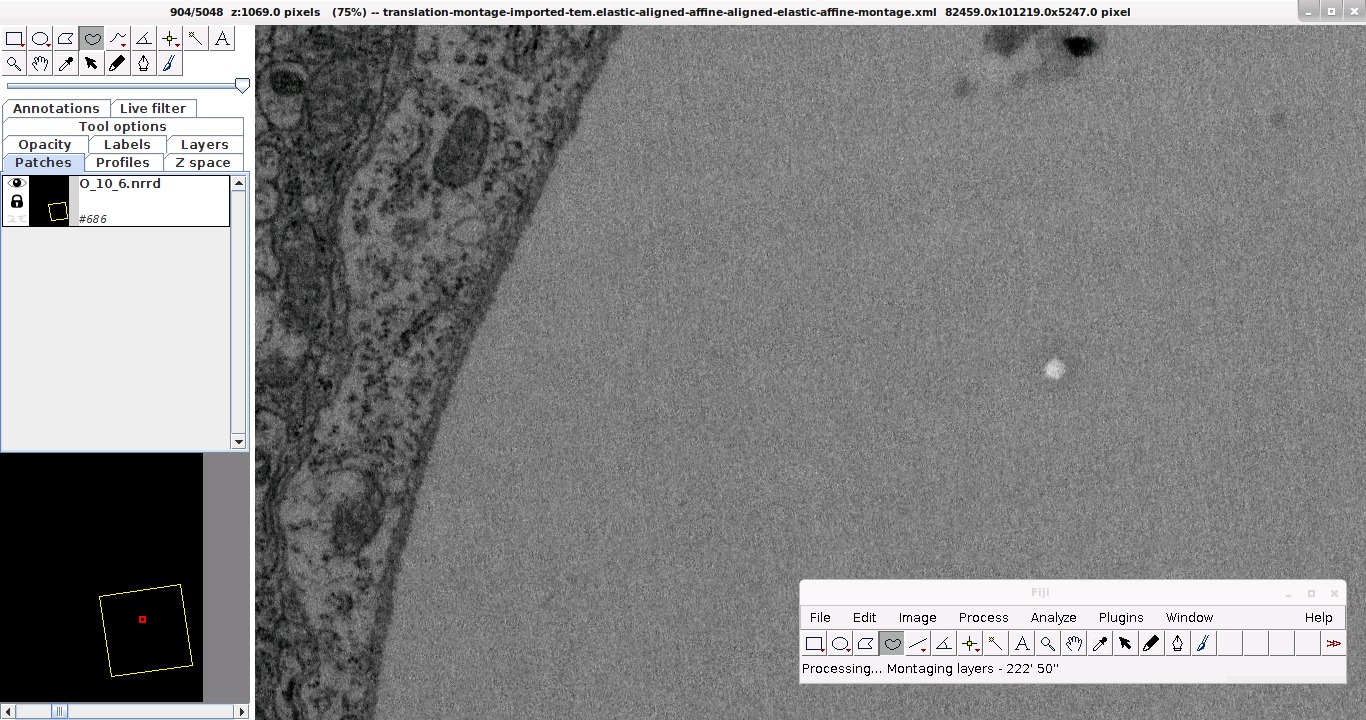 904/5048  z:1069.0 pixels  (75%) -- translation-montage-imported-tem.elastic-aligned-affine-aligned-elastic-affine-montage.xml  82459.0x101219.0x5247.0 pixel
A
Annotations Live filter
Tool options
Opacity Labels Layers
Patches Profiles Z space
O_10_6.nrrd
#686
Fiji
File Edit Image Process Analyze Plugins Window Help
A
Processing... Montaging layers - 222' 50''